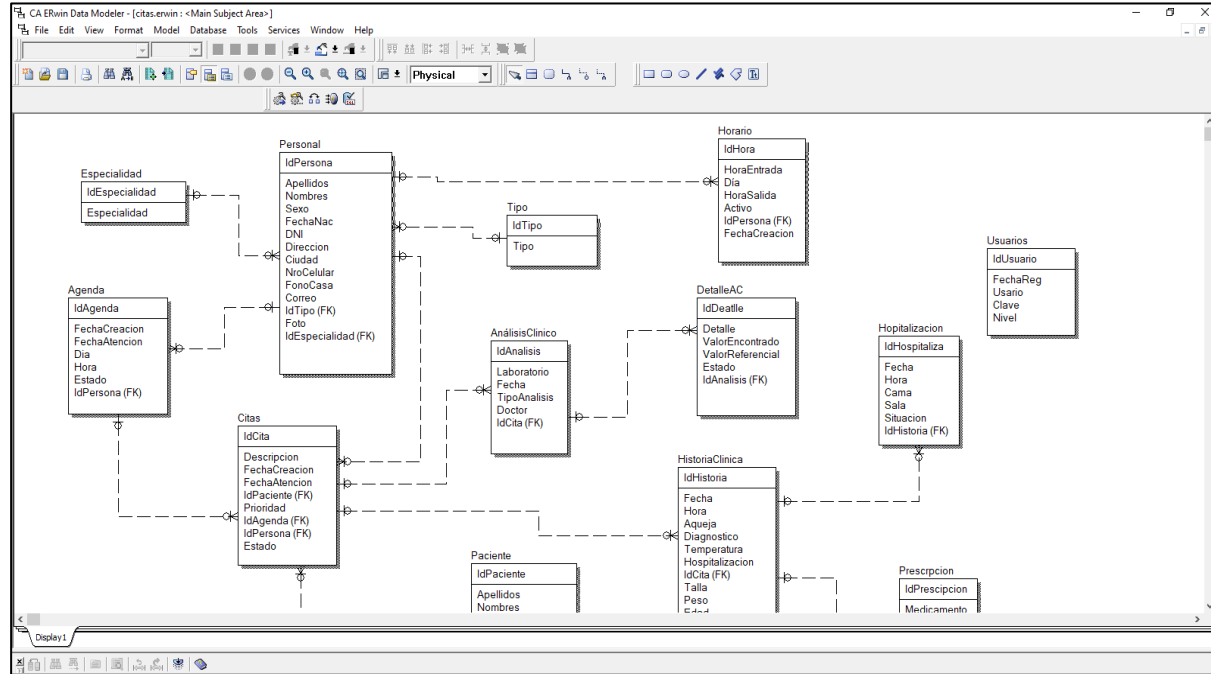 CA ERwin Data Modeler - [citas.erwin : <Main Subject Area>]
File Edit View Format Model Database Tools Services Window Help
Physical
Personal
IdPersona
Apellidos
Nombres
Sexo
FechaNac
DNI
Direccion
Ciudad
NroCelular
FonoCasa
Correo
IdTipo (FK)
Foto
IdEspecialidad (FK)
Horario
IdHora
HoraEntrada
Día
HoraSalida
Activo
IdPersona (FK)
FechaCreacion
Especialidad
IdEspecialidad
Especialidad
Tipo
IdTipo
Tipo
Usuarios
IdUsuario
FechaReg
Usario
Clave
Nivel
Agenda
IdAgenda
FechaCreacion
FechaAtencion
Dia
Hora
Estado
IdPersona (FK)
DetalleAC
IdDeatlle
Detalle
ValorEncontrado
ValorReferencial
Estado
IdAnalisis (FK)
AnálisisClinico
IdAnalisis
Laboratorio
Fecha
TipoAnalisis
Doctor
IdCita (FK)
Hopitalizacion
IdHospitaliza
Fecha
Hora
Cama
Sala
Situacion
IdHistoria (FK)
Citas
IdCita
Descripcion
FechaCreacion
FechaAtencion
IdPaciente (FK)
Prioridad
IdAgenda (FK)
IdPersona (FK)
Estado
HistoriaClinica
IdHistoria
Fecha
Hora
Aqueja
Diagnostico
Temperatura
Hospitalizacion
IdCita (FK)
Talla
Peso
Edad
Paciente
IdPaciente
Apellidos
Nombres
Prescrpcion
IdPrescipcion
Medicamento
Display1